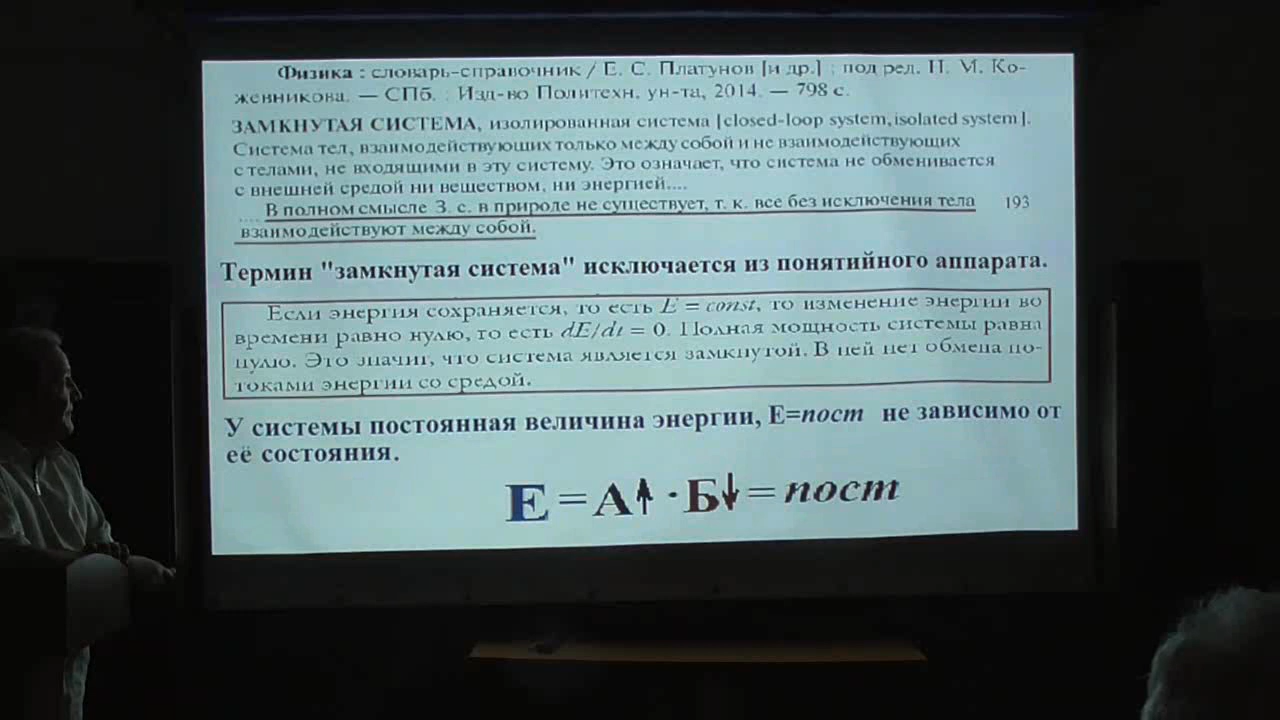 Физика : словарь-справочник / Е. С. Платунов [и др.] ; под ред. Н. М. Ко-
жевникова. — СПб. : Изд-во Политехн. ун-та, 2014. — 798 с.
ЗАМКНУТАЯ СИСТЕМА, изолированная система [closed-loop system, isolated system].
Система тел, взаимодействующих только между собой и не взаимодействующих
с телами, не входящими в эту систему. Это означает, что система не обменивается
с внешней средой ни веществом, ни энергией....
.... В полном смысле З. с. в природе не существует, т. к. все без исключения тела 193
взаимодействуют между собой.
Термин "замкнутая система" исключается из понятийного аппарата.
Если энергия сохраняется, то есть E = const, то изменение энергии во
времени равно нулю, то есть dE/dt = 0. Полная мощность системы равна
нулю. Это значит, что система является замкнутой. В ней нет обмена по-
токами энергии со средой.
У системы постоянная величина энергии, Е=пост не зависимо от
её состояния.
Е = А↑ · Б↓ = пост